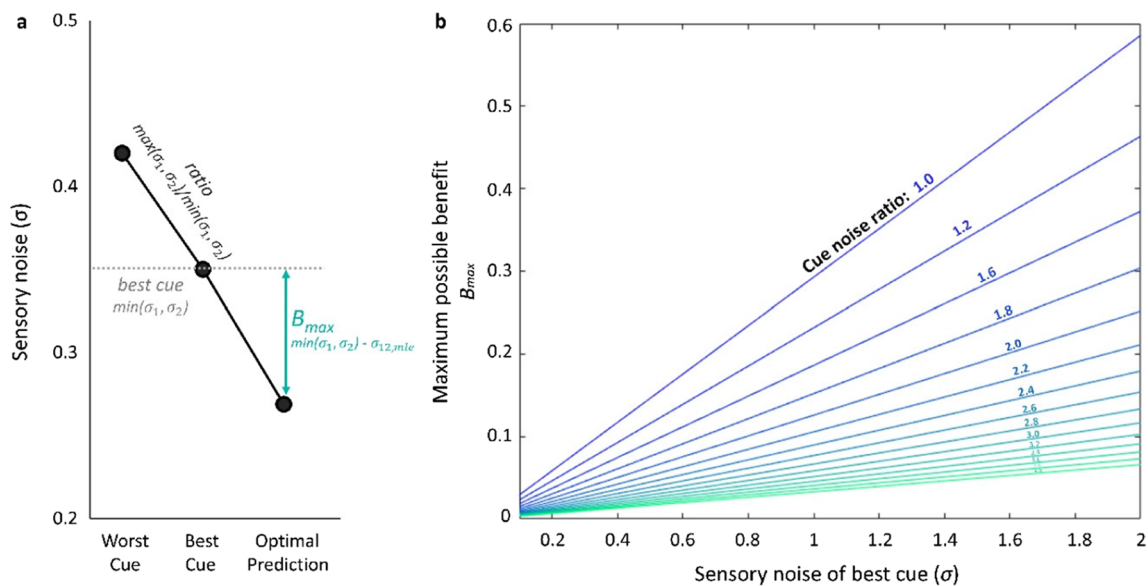 a
0.5
0.4
0.3
0.2
Sensory noise (σ)
ratio
max(σ₁, σ₂)/min(σ₁, σ₂)
best cue
min(σ₁, σ₂)
Bmax
min(σ₁, σ₂) - σ₁₂,mle
Worst
Cue
Best
Cue
Optimal
Prediction
b
0.6
0.5
0.4
0.3
0.2
0.1
0
Maximum possible benefit
Bmax
Cue noise ratio: 1.0
1.2
1.6
1.8
2.0
2.2
2.4
2.6
2.8
3.0
3.2
0.2
0.4
0.6
0.8
1
1.2
1.4
1.6
1.8
2
Sensory noise of best cue (σ)